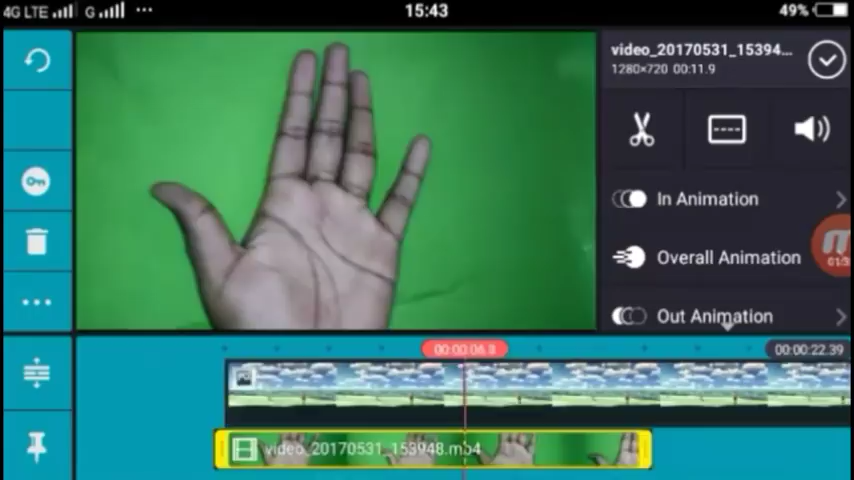 4G LTE G ... 15:43 49%
video_20170531_15394...
1280×720 00:11.9
In Animation
Overall Animation
Out Animation
00:00:06.8 00:00:22.39
video_20170531_153948.mp4